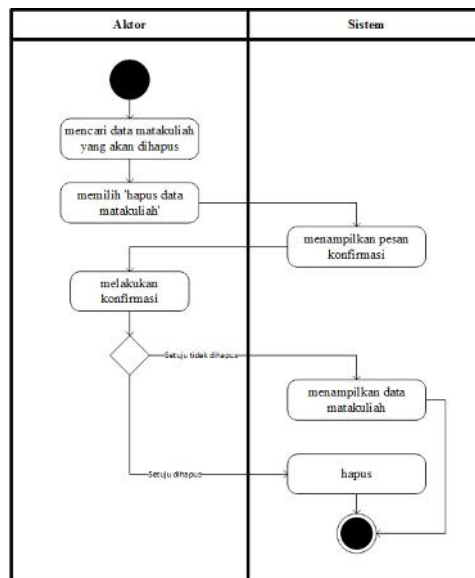 Aktor
Sistem
mencari data matakuliah
yang akan dihapus
memilih 'hapus data
matakuliah'
menampilkan pesan
konfirmasi
melakukan
konfirmasi
Setuju tidak dihapus
menampilkan data
matakuliah
Setuju dihapus
hapus